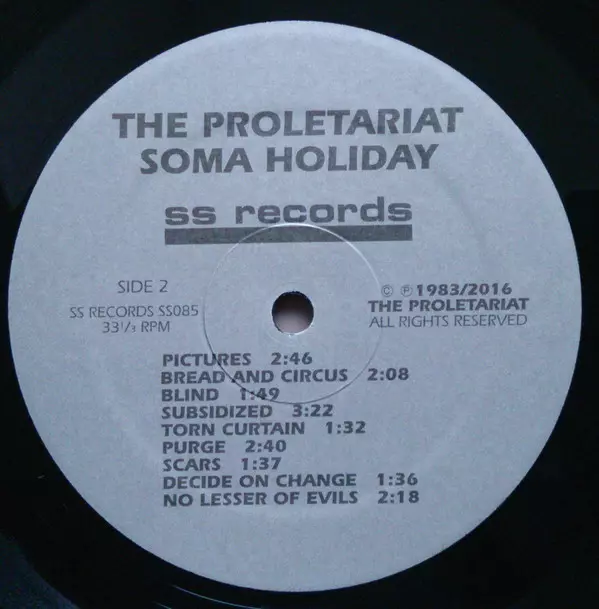 THE PROLETARIAT
SOMA HOLIDAY
ss records
SIDE 2
SS RECORDS SS085
33 1/3 RPM
© ℗ 1983/2016
THE PROLETARIAT
ALL RIGHTS RESERVED
PICTURES 2:46
BREAD AND CIRCUS 2:08
BLIND 1:49
SUBSIDIZED 3:22
TORN CURTAIN 1:32
PURGE 2:40
SCARS 1:37
DECIDE ON CHANGE 1:36
NO LESSER OF EVILS 2:18